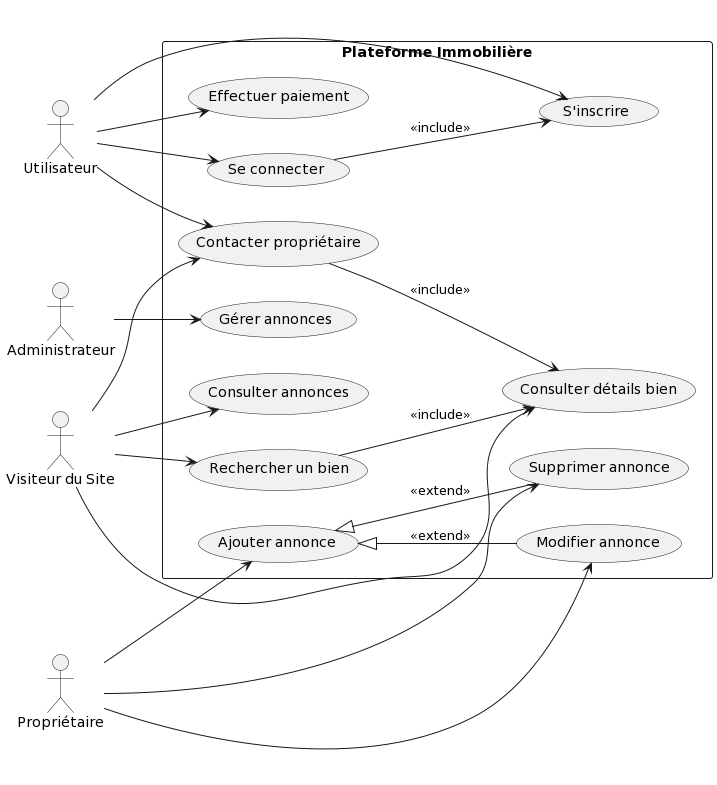 Plateforme Immobilière
Effectuer paiement
S'inscrire
«include»
Utilisateur
Se connecter
Contacter propriétaire
«include»
Gérer annonces
Administrateur
Consulter annonces
Consulter détails bien
«include»
Rechercher un bien
Supprimer annonce
Visiteur du Site
«extend»
«extend»
Ajouter annonce
Modifier annonce
Propriétaire